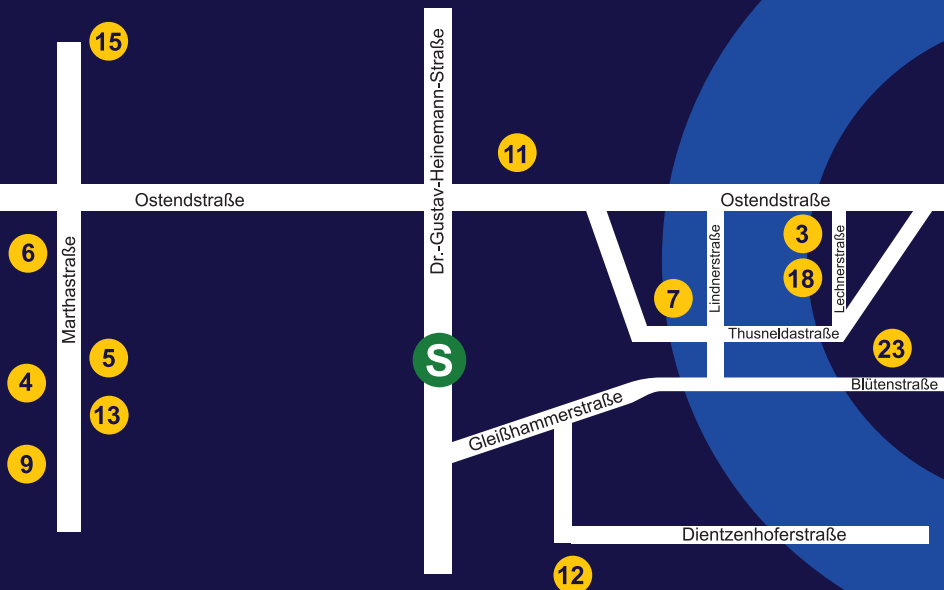 15
Dr.-Gustav-Heinemann-Straße
11
Ostendstraße
Ostendstraße
6
Marthastraße
3
18
Lindnerstraße
Lechnerstraße
7
Thusneldastraße
5
S
23
4
Blütenstraße
13
Gleißhammerstraße
9
Dientzenhoferstraße
12